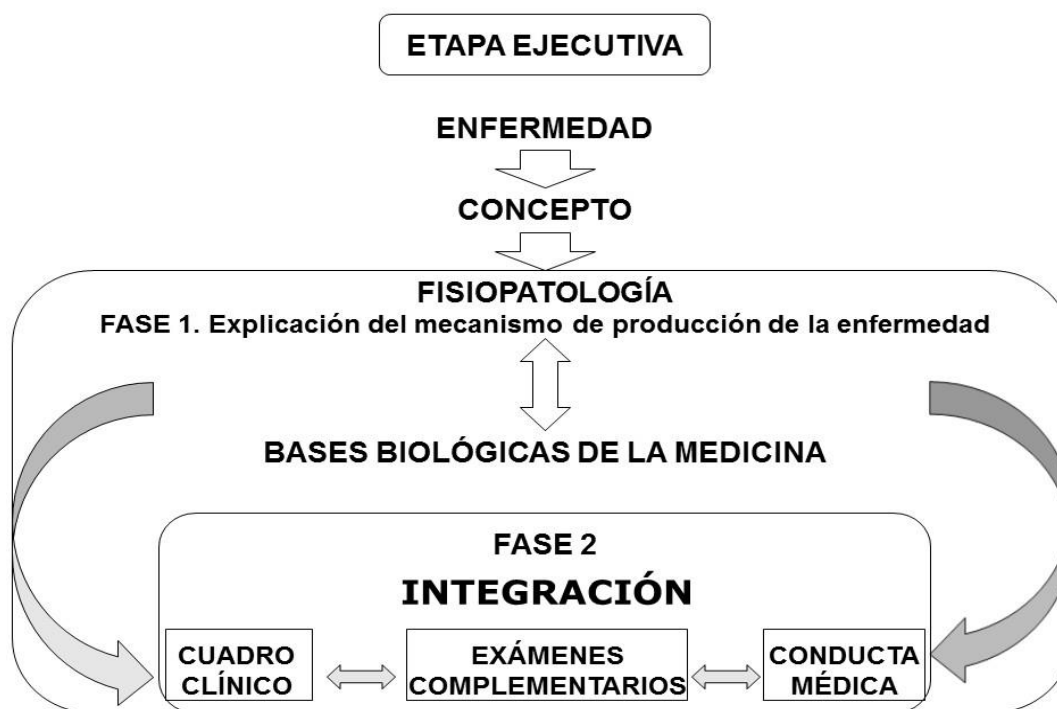 ETAPA EJECUTIVA
ENFERMEDAD
CONCEPTO
FISIOPATOLOGÍA
FASE 1. Explicación del mecanismo de producción de la enfermedad
BASES BIOLÓGICAS DE LA MEDICINA
FASE 2
INTEGRACIÓN
CUADRO
CLÍNICO
EXÁMENES
COMPLEMENTARIOS
CONDUCTA
MÉDICA